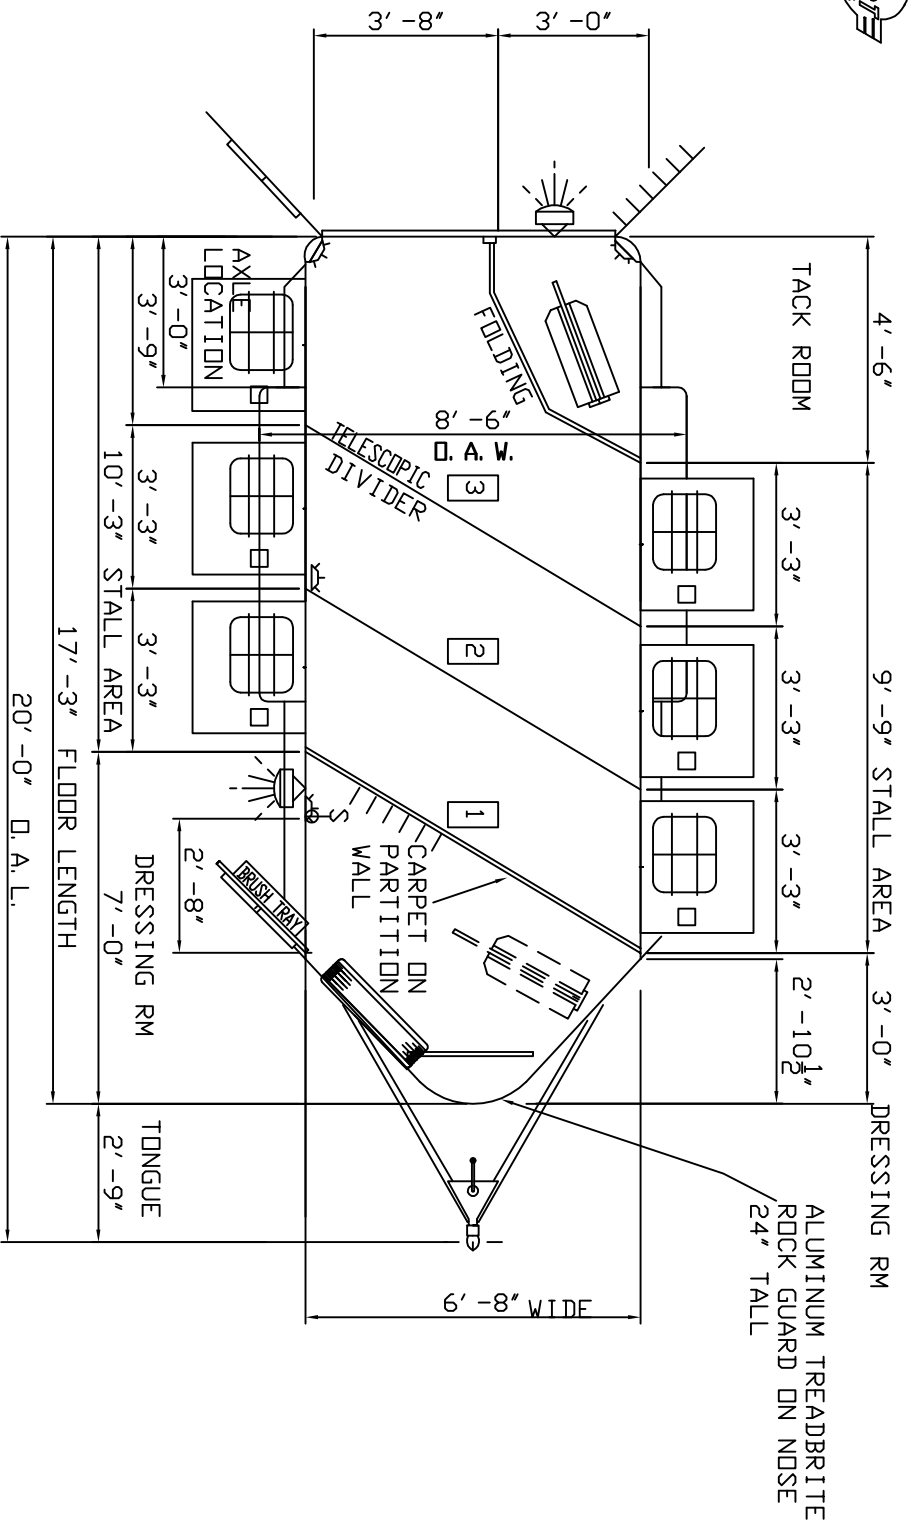 3'-8"
3'-0"
4'-6"
9'-9" STALL AREA
3'-0"
DRESSING RM
TACK ROOM
3'-3"
3'-3"
3'-3"
2'-10 1/2"
ALUMINUM TREADBRITE
ROCK GUARD ON NOSE
24" TALL
FOLDING
8'-6"
O.A.W.
TELESCOPIC
DIVIDER
3
2
1
CARPET ON
PARTITION
WALL
BRUSH TRAY
6'-8" WIDE
AXLE
LOCATION
3'-0"
3'-9"
3'-3"
3'-3"
2'-8"
10'-3" STALL AREA
DRESSING RM
7'-0"
TONGUE
2'-9"
17'-3" FLOOR LENGTH
20'-0" O.A.L.